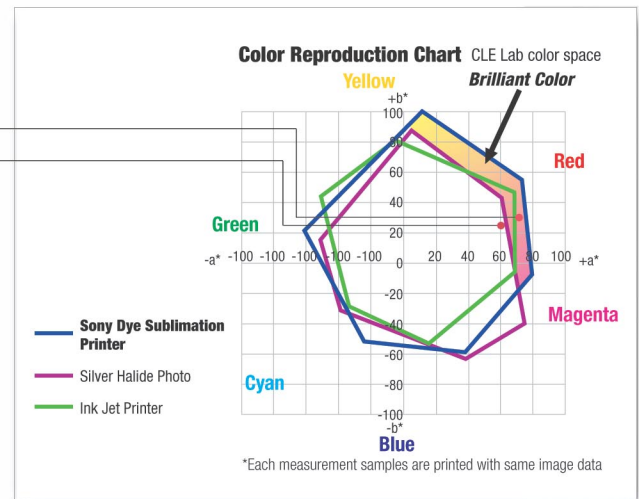 Color Reproduction Chart CLE Lab color space
Yellow
Brilliant Color
+b*
100
80
Red
60
40
Green
20
-a* -100 -100 -100 -100 -100 0 20 40 60 80 100 +a*
-20
Magenta
Sony Dye Sublimation
Printer
-40
-60
Silver Halide Photo
Cyan
-80
Ink Jet Printer
-100
-b*
Blue
*Each measurement samples are printed with same image data